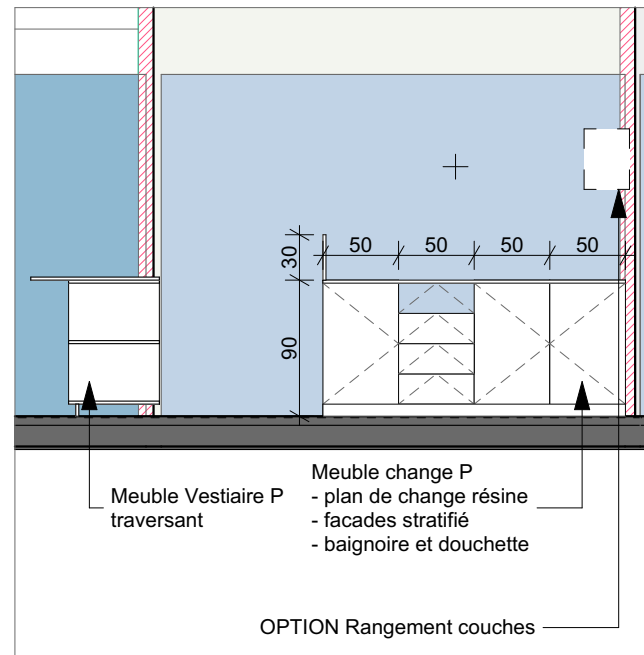 50 50 50 50
30
90
Meuble Vestiaire P
traversant
Meuble change P
- plan de change résine
- facades stratifié
- baignoire et douchette
OPTION Rangement couches